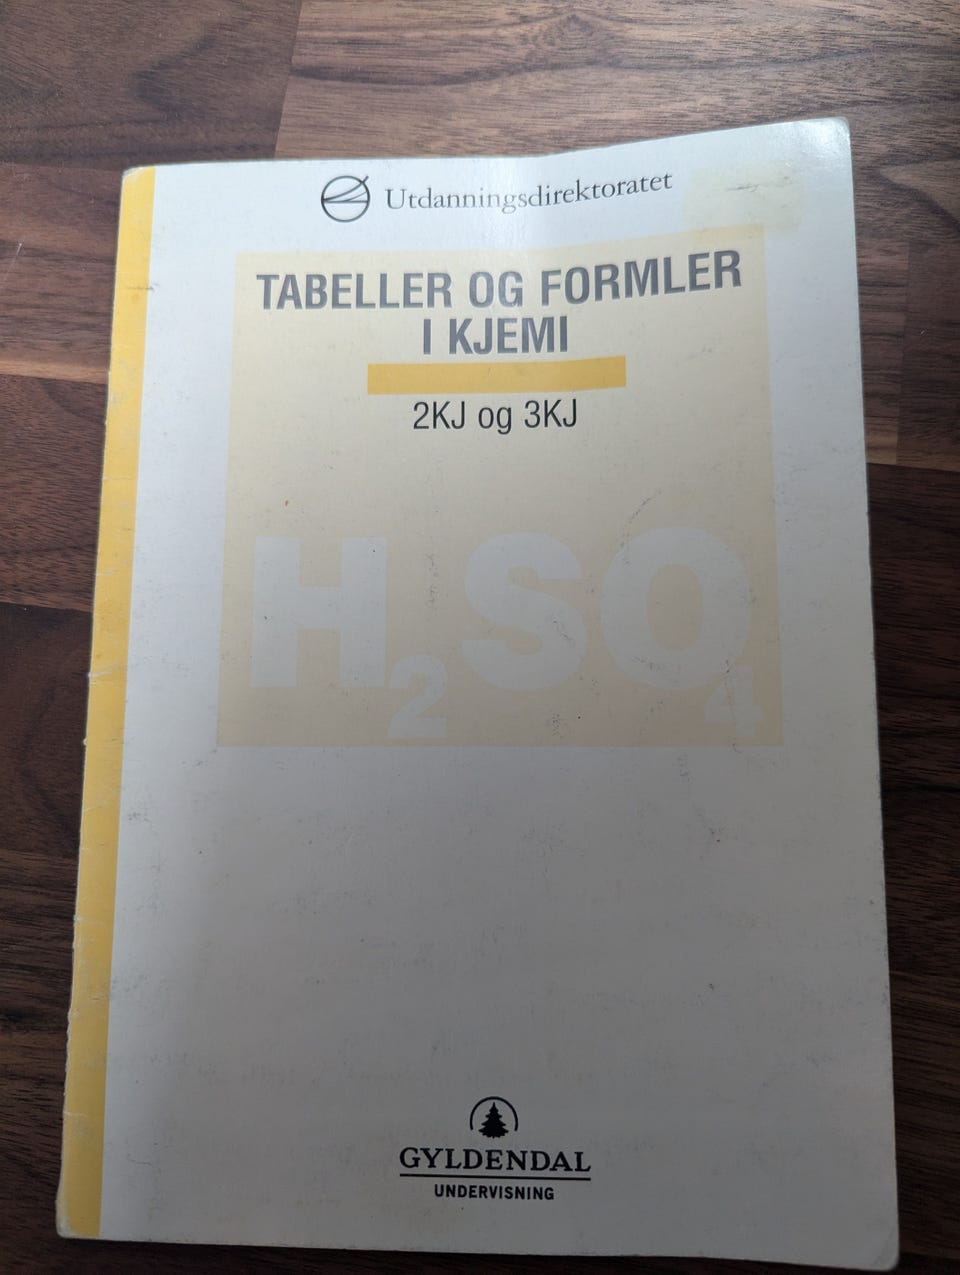 Utdanningsdirektoratet
TABELLER OG FORMLER
I KJEMI
2KJ og 3KJ
H₂SO₄
GYLDENDAL
UNDERVISNING